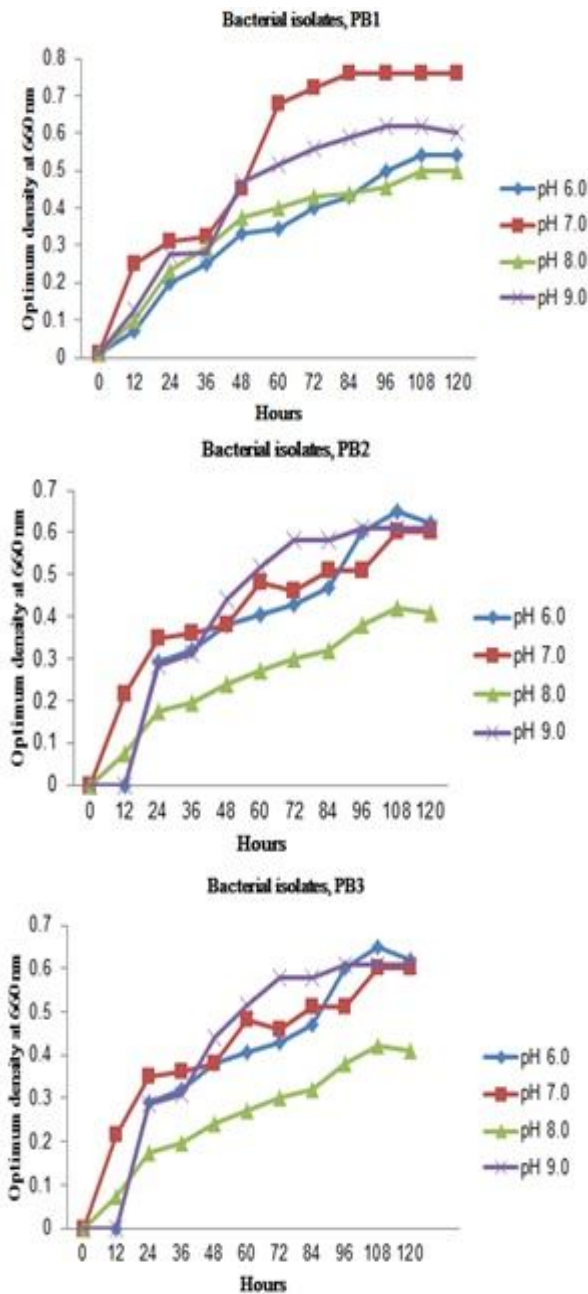 Bacterial isolates, PB1
Optimum density at 660 nm
0.8
0.7
0.6
0.5
0.4
0.3
0.2
0.1
0
0 12 24 36 48 60 72 84 96 108 120
Hours
pH 6.0
pH 7.0
pH 8.0
pH 9.0
Bacterial isolates, PB2
Optimum density at 660 nm
0.7
0.6
0.5
0.4
0.3
0.2
0.1
0
0 12 24 36 48 60 72 84 96 108 120
Hours
pH 6.0
pH 7.0
pH 8.0
pH 9.0
Bacterial isolates, PB3
Optimum density at 660 nm
0.7
0.6
0.5
0.4
0.3
0.2
0.1
0
0 12 24 36 48 60 72 84 96 108 120
Hours
pH 6.0
pH 7.0
pH 8.0
pH 9.0